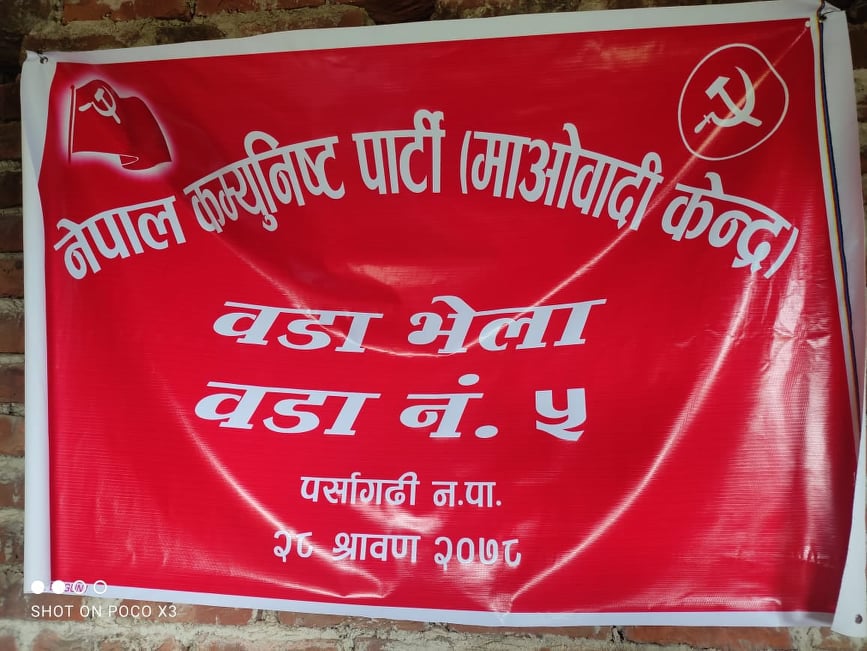 नेपाल कम्युनिष्ट पार्टी (माओवादी केन्द्र)
वडा भेला
वडा नं. ५
पर्सागढी न.पा.
२८ श्रावण २०७८
SHOT ON POCO X3